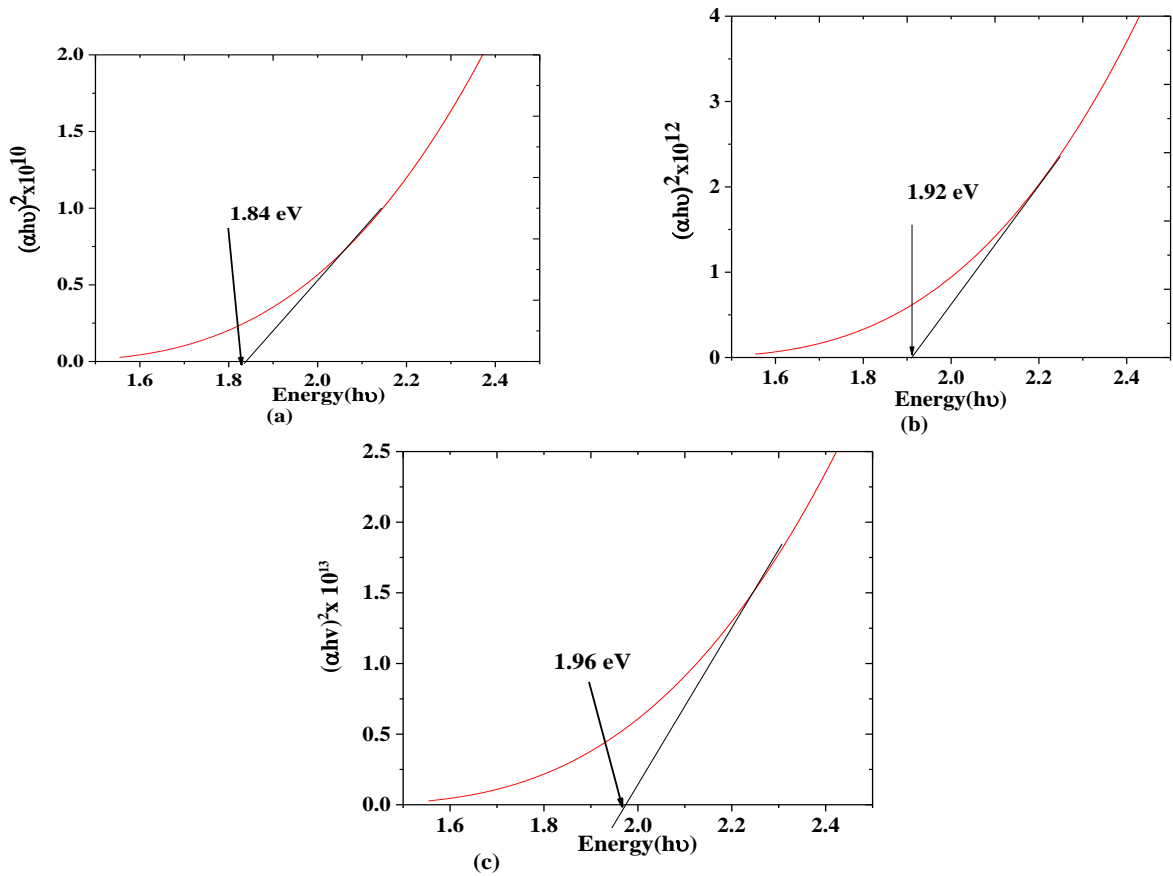 2.0
1.5
1.0
0.5
0.0
(αhυ)²x10¹⁰
1.84 eV
1.6 1.8 2.0 2.2 2.4
Energy(hυ)
(a)
4
3
2
1
0
(αhυ)²x10¹²
1.92 eV
1.6 1.8 2.0 2.2 2.4
Energy(hυ)
(b)
2.5
2.0
1.5
1.0
0.5
0.0
(αhv)²x 10¹³
1.96 eV
1.6 1.8 2.0 2.2 2.4
Energy(hυ)
(c)